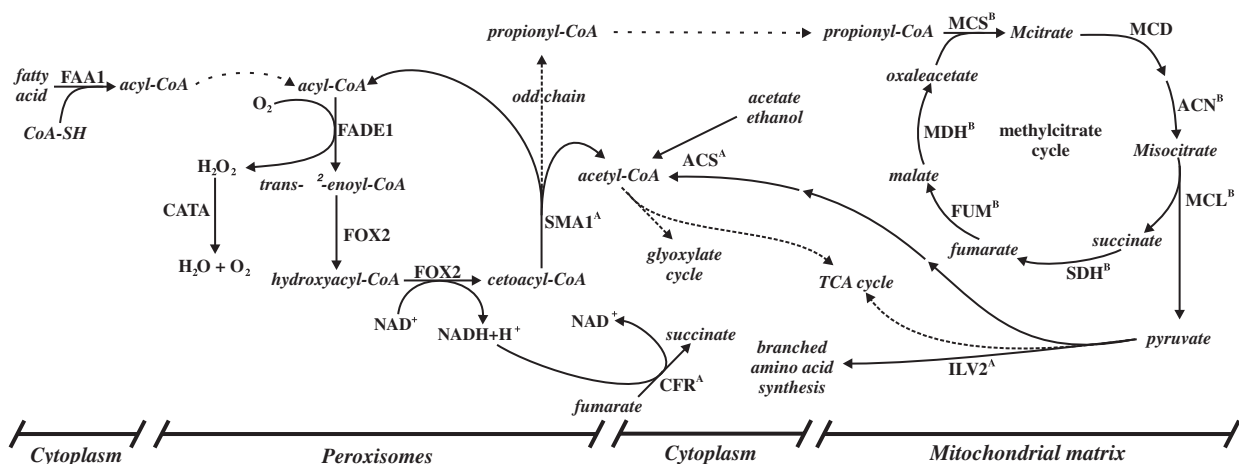 propionyl-CoA
propionyl-CoA
MCS^B
Mcitrate
MCD
fatty
acid
FAA1
acyl-CoA
acyl-CoA
CoA-SH
odd chain
O₂
FADE1
H₂O₂
trans- ²-enoyl-CoA
CATA
H₂O + O₂
FOX2
hydroxyacyl-CoA
FOX2
cetoacyl-CoA
NAD⁺
NADH+H⁺
SMA1^A
acetate
ethanol
acetyl-CoA
ACS^A
glyoxylate
cycle
TCA cycle
NAD⁺
succinate
CFR^A
fumarate
branched
amino acid
synthesis
ILV2^A
pyruvate
oxaleacetate
MDH^B
methylcitrate
cycle
ACN^B
Misocitrate
malate
MCL^B
FUM^B
fumarate
succinate
SDH^B
Cytoplasm
Peroxisomes
Cytoplasm
Mitochondrial matrix